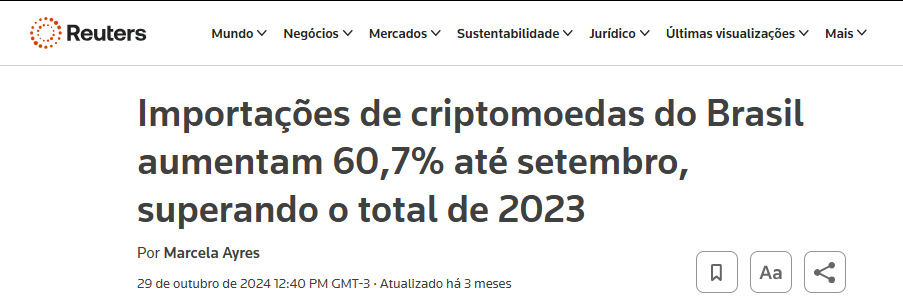 Reuters Mundo Negócios Mercados Sustentabilidade Jurídico Últimas visualizações Mais
Importações de criptomoedas do Brasil
aumentam 60,7% até setembro,
superando o total de 2023
Por Marcela Ayres
29 de outubro de 2024 12:40 PM GMT-3 · Atualizado há 3 meses
Aa